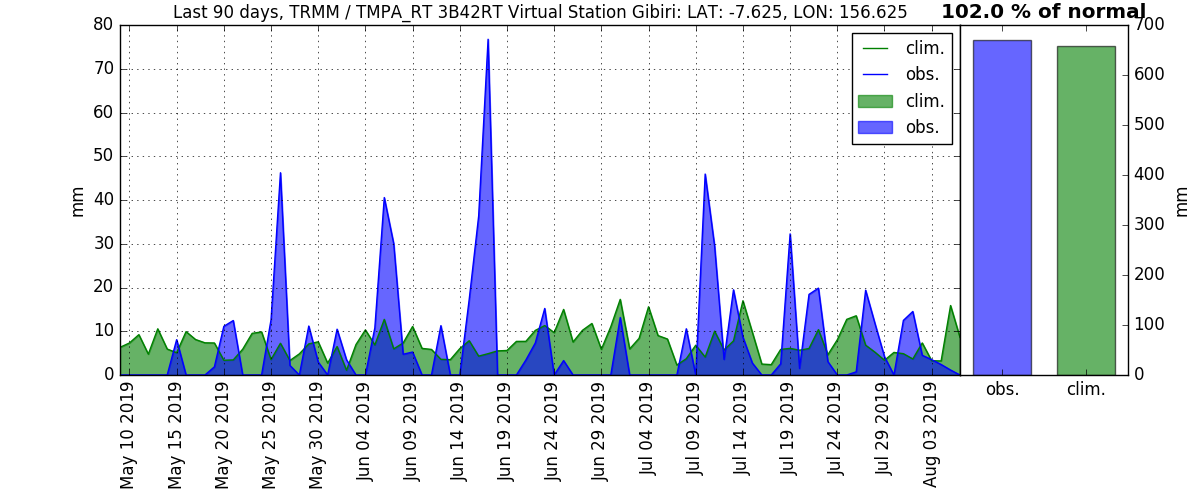 Last 90 days, TRMM / TMPA_RT 3B42RT Virtual Station Gibiri: LAT: -7.625, LON: 156.625
102.0 % of normal
80
70
60
50
40
30
20
10
0
mm
clim.
obs.
clim.
obs.
May 10 2019
May 15 2019
May 20 2019
May 25 2019
May 30 2019
Jun 04 2019
Jun 09 2019
Jun 14 2019
Jun 19 2019
Jun 24 2019
Jun 29 2019
Jul 04 2019
Jul 09 2019
Jul 14 2019
Jul 19 2019
Jul 24 2019
Jul 29 2019
Aug 03 2019
obs.
clim.
700
600
500
400
300
200
100
0
mm